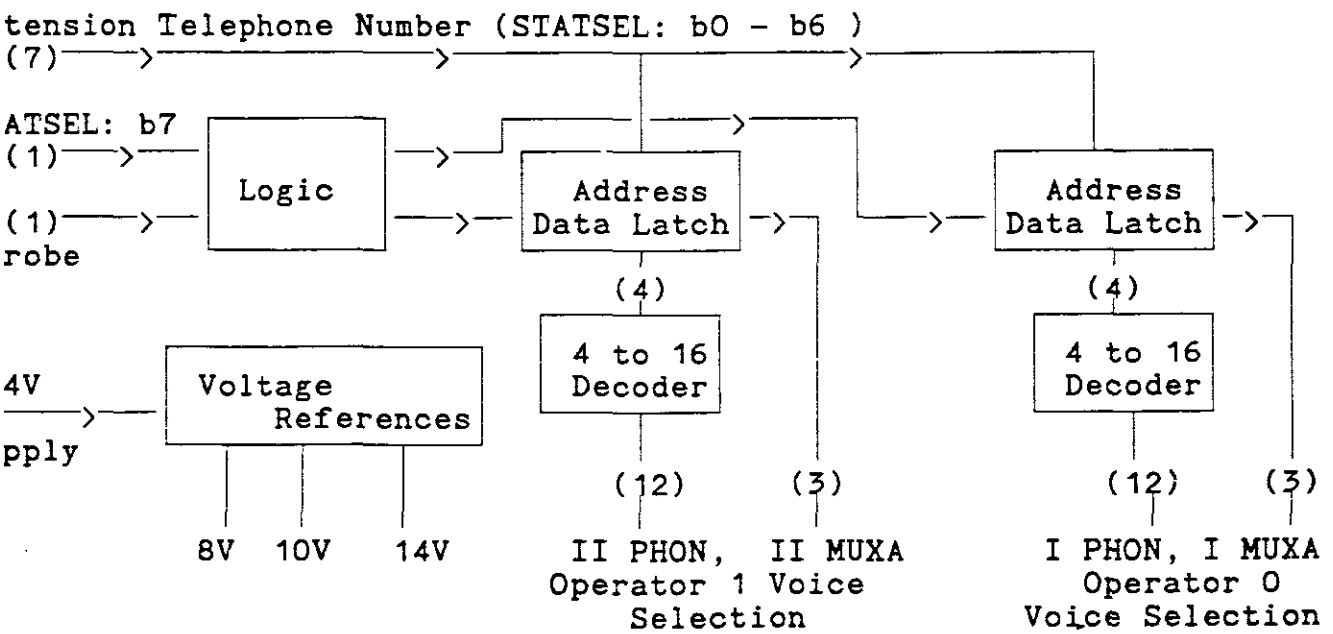 tension Telephone Number (STATSEL: b0 - b6 )
(7)
ATSEL: b7
(1)
Logic
Address
Data Latch
Address
Data Latch
(1)
robe
(4)
(4)
4 to 16
Decoder
4 to 16
Decoder
4V
pply
Voltage
References
(12)
(3)
(12)
(3)
8V
10V
14V
II PHON, II MUXA
Operator 1 Voice
Selection
I PHON, I MUXA
Operator 0
Voice Selection